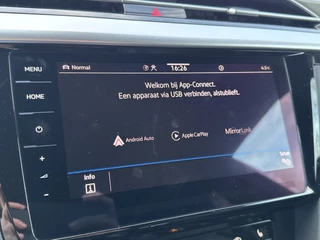 MENU
HOME
Normal
16:26
Welkom bij App-Connect.
Een apparaat via USB verbinden, alstublieft.
Android Auto
Apple CarPlay
MirrorLink
Info